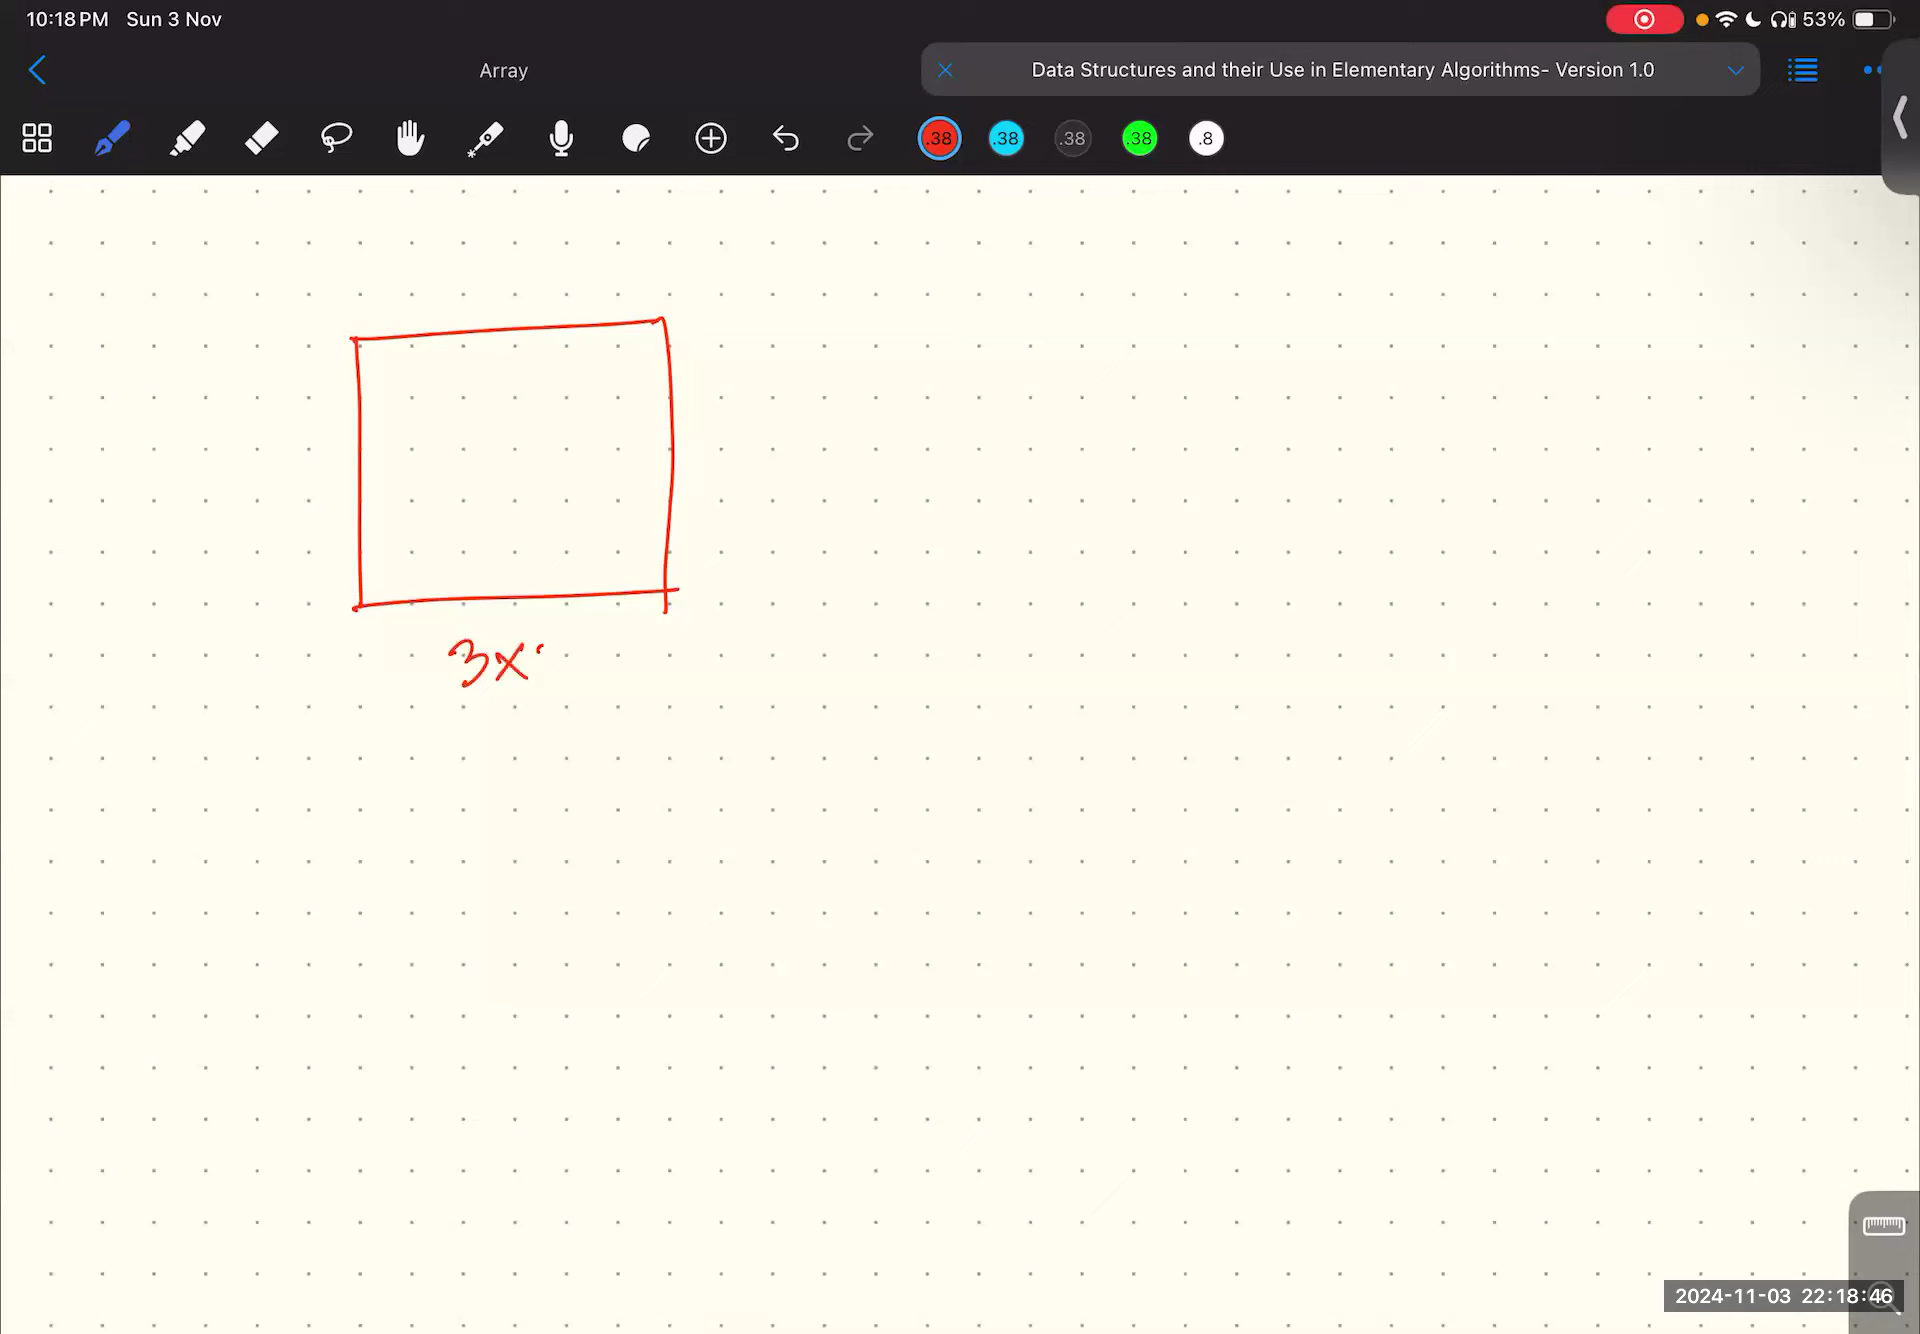 10:18 PM Sun 3 Nov
53%
Array
Data Structures and their Use in Elementary Algorithms- Version 1.0
.38 .38 .38 .38 .8
3x
2024-11-03 22:18:46